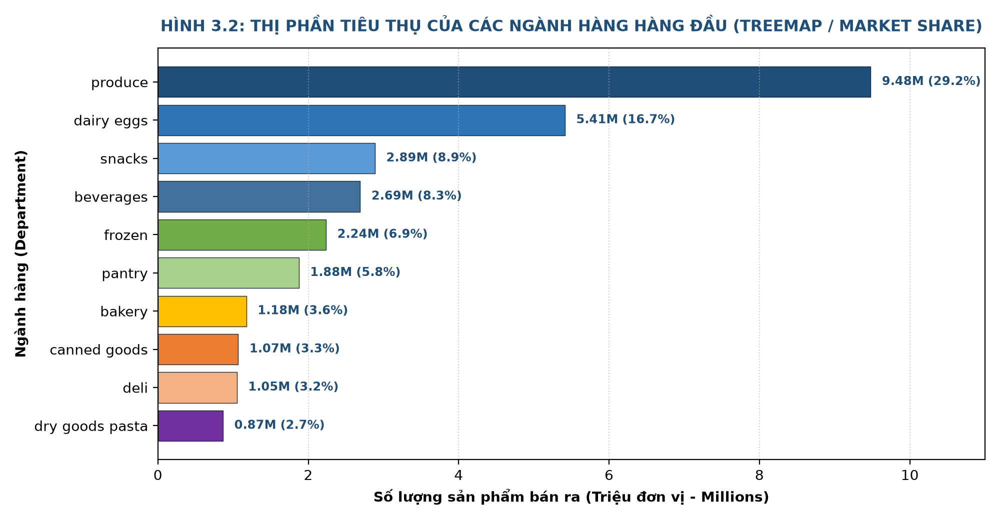 HÌNH 3.2: THỊ PHẦN TIÊU THỤ CỦA CÁC NGÀNH HÀNG HÀNG ĐẦU (TREEMAP / MARKET SHARE)
Ngành hàng (Department)
produce 9.48M (29.2%)
dairy eggs 5.41M (16.7%)
snacks 2.89M (8.9%)
beverages 2.69M (8.3%)
frozen 2.24M (6.9%)
pantry 1.88M (5.8%)
bakery 1.18M (3.6%)
canned goods 1.07M (3.3%)
deli 1.05M (3.2%)
dry goods pasta 0.87M (2.7%)
0 2 4 6 8 10
Số lượng sản phẩm bán ra (Triệu đơn vị - Millions)